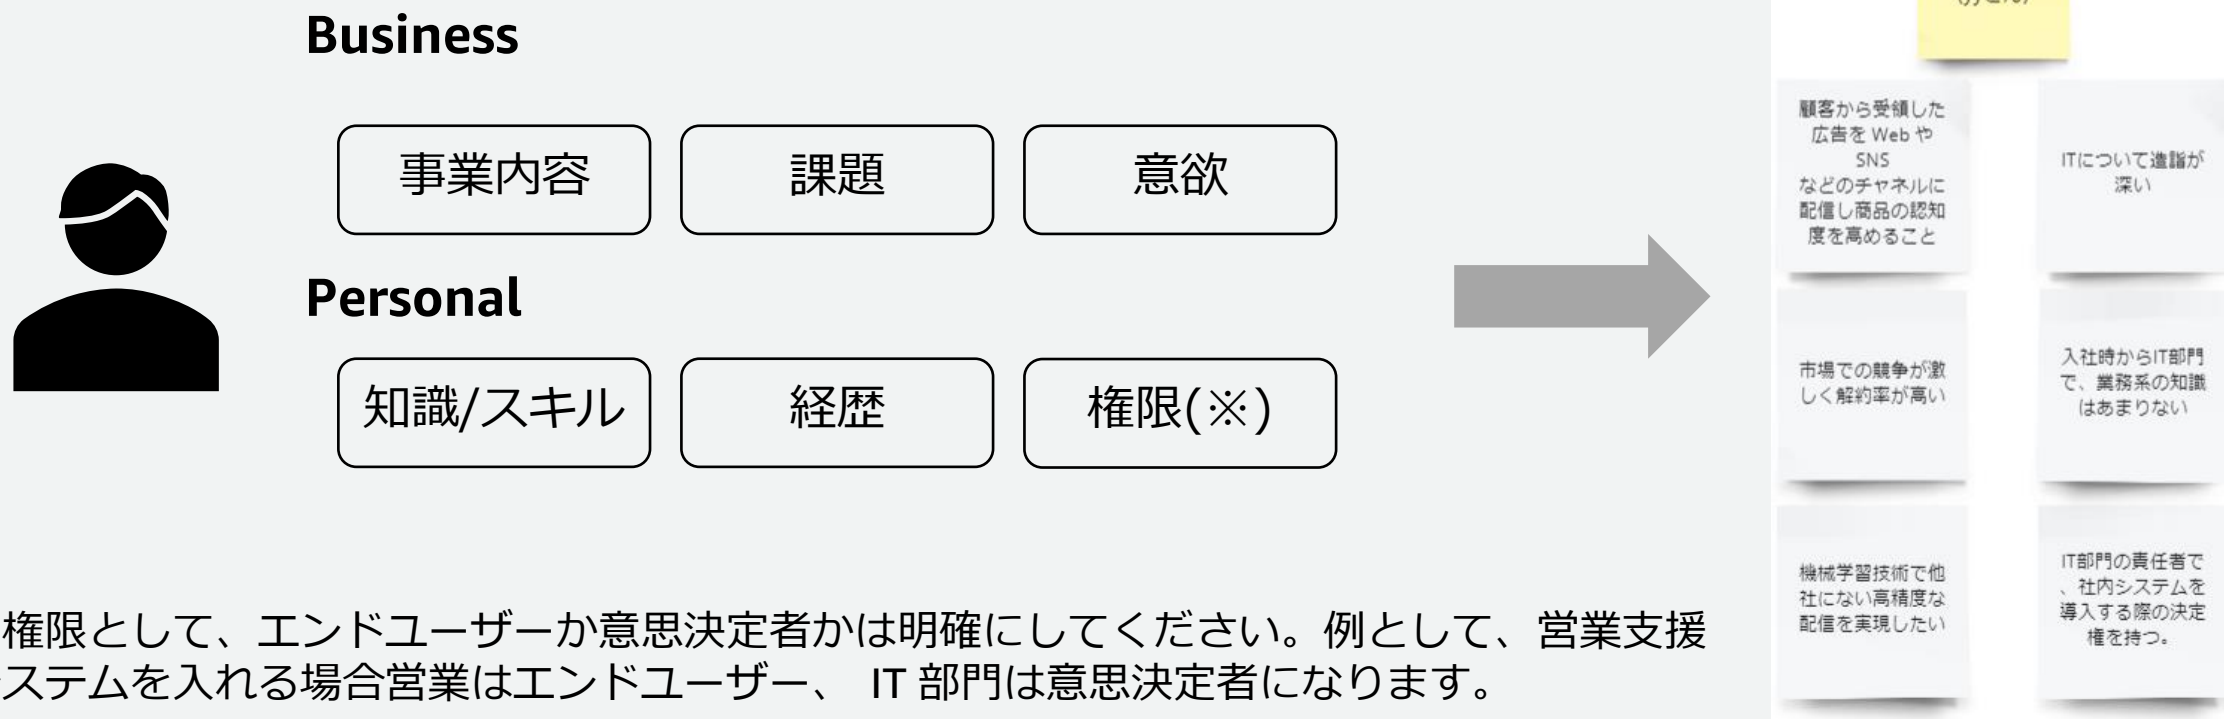 Business
事業内容
課題
意欲
Personal
知識/スキル
経歴
権限(※)
権限として、エンドユーザーか意思決定者かは明確にしてください。例として、営業支援
ステムを入れる場合営業はエンドユーザー、 IT 部門は意思決定者になります。
顧客から受領した
広告を Web や
SNS
などのチャネルに
配信し商品の認知
度を高めること
ITについて造詣が
深い
市場での競争が激
しく解約率が高い
入社時からIT部門
で、業務系の知識
はあまりない
機械学習技術で他
社にない高精度な
配信を実現したい
IT部門の責任者で
、社内システムを
導入する際の決定
権を持つ。